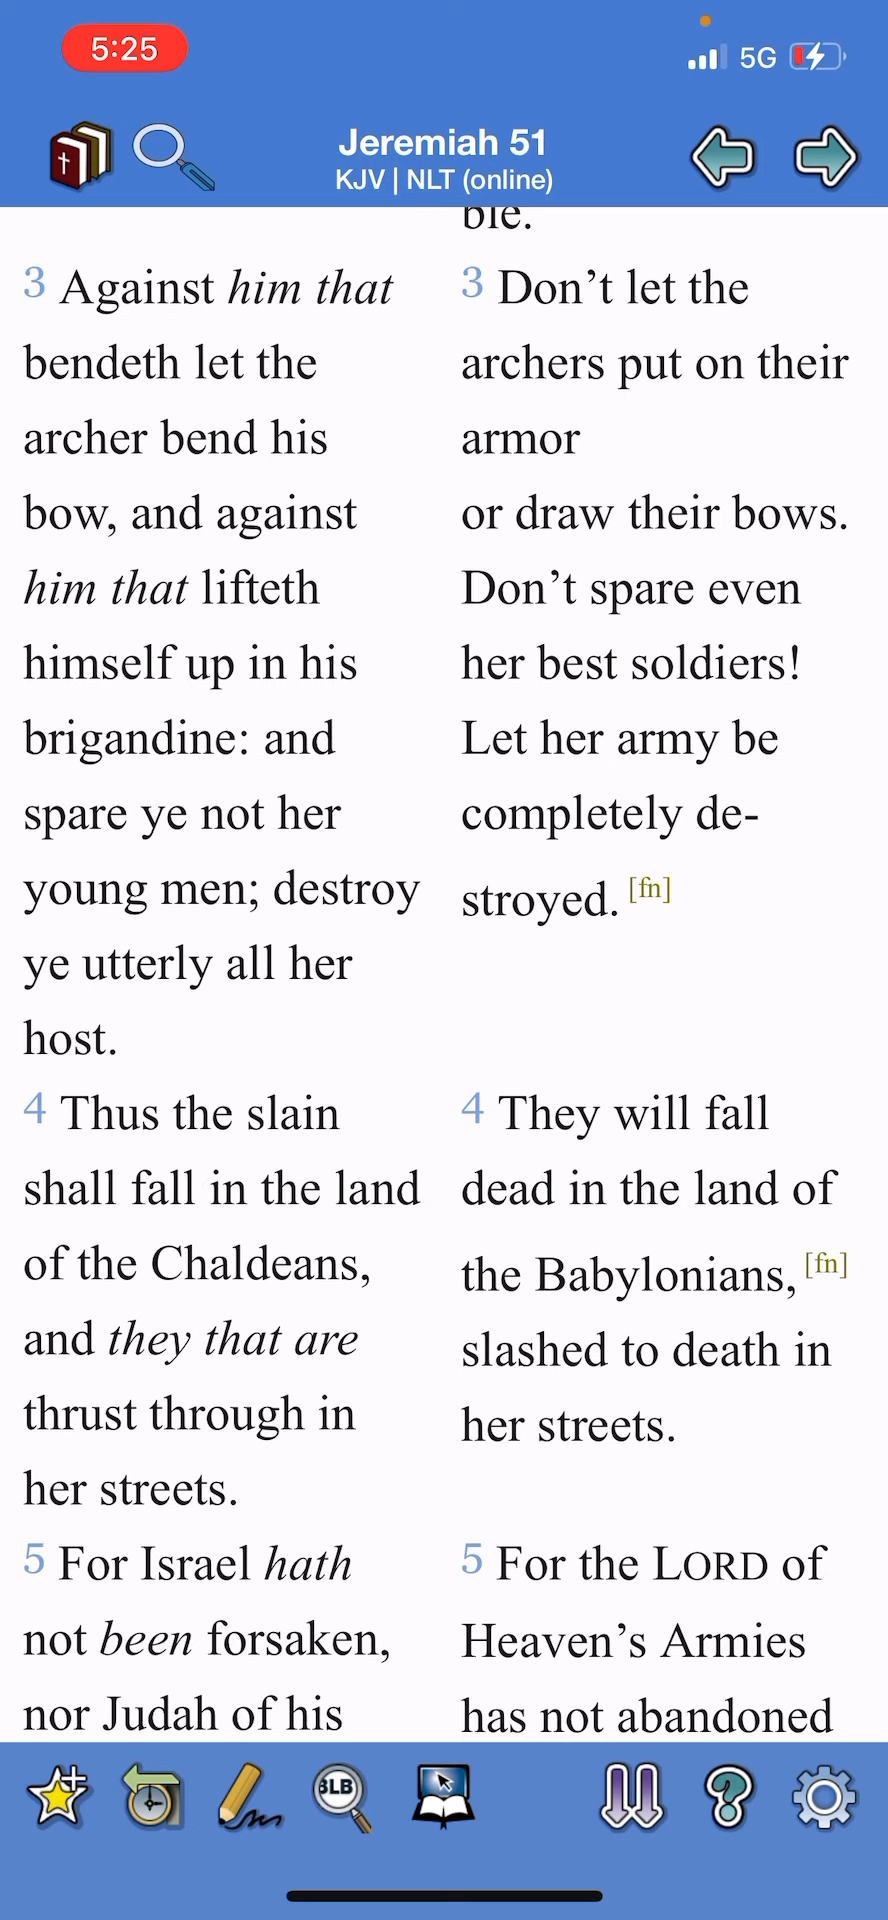 5:25
5G
Jeremiah 51
KJV | NLT (online)
ble.
3 Against him that
bendeth let the
archer bend his
bow, and against
him that lifteth
himself up in his
brigandine: and
spare ye not her
young men; destroy
ye utterly all her
host.
3 Don’t let the
archers put on their
armor
or draw their bows.
Don’t spare even
her best soldiers!
Let her army be
completely de-
stroyed. [fn]
4 Thus the slain
shall fall in the land
of the Chaldeans,
and they that are
thrust through in
her streets.
4 They will fall
dead in the land of
the Babylonians, [fn]
slashed to death in
her streets.
5 For Israel hath
not been forsaken,
nor Judah of his
5 For the LORD of
Heaven’s Armies
has not abandoned
BLB